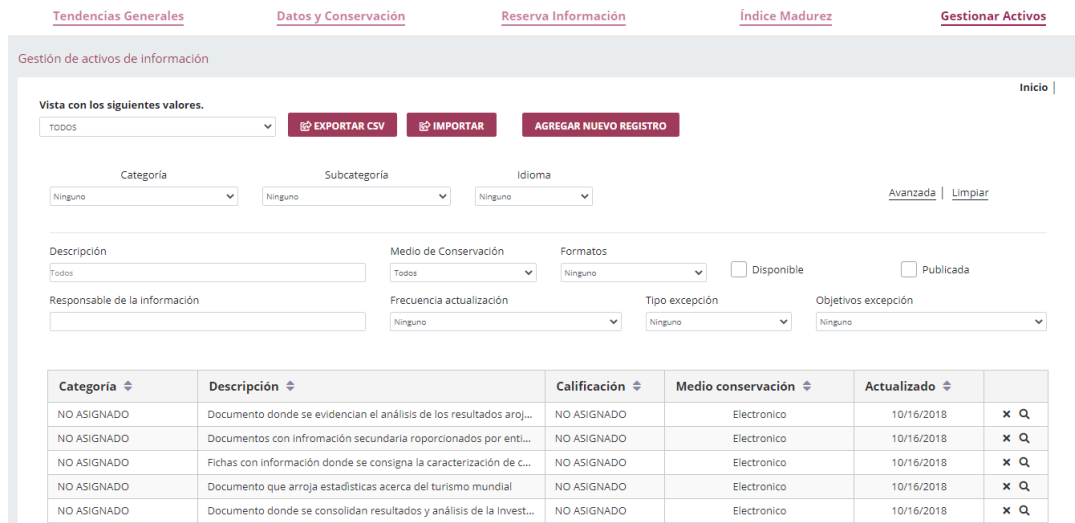 Tendencias Generales Datos y Conservación Reserva Información Índice Madurez Gestionar Activos
Gestión de activos de información
Inicio |
Vista con los siguientes valores.
TODOS EXPORTAR CSV IMPORTAR AGREGAR NUEVO REGISTRO
Categoría Subcategoría Idioma
Ninguno Ninguno Ninguno Avanzada | Limpiar
Descripción Medio de Conservación Formatos
Todos Todos Ninguno Disponible Publicada
Responsable de la información Frecuencia actualización Tipo excepción Objetivos excepción
Ninguno Ninguno Ninguno
Categoría Descripción Calificación Medio conservación Actualizado
NO ASIGNADO Documento donde se evidencian el análisis de los resultados aroj... NO ASIGNADO Electronico 10/16/2018
NO ASIGNADO Documentos con infromación secundaria roporcionados por enti... NO ASIGNADO Electronico 10/16/2018
NO ASIGNADO Fichas con información donde se consigna la caracterización de c... NO ASIGNADO Electronico 10/16/2018
NO ASIGNADO Documento que arroja estadìsticas acerca del turismo mundial NO ASIGNADO Electronico 10/16/2018
NO ASIGNADO Documento donde se consolidan resultados y análisis de la Invest... NO ASIGNADO Electronico 10/16/2018